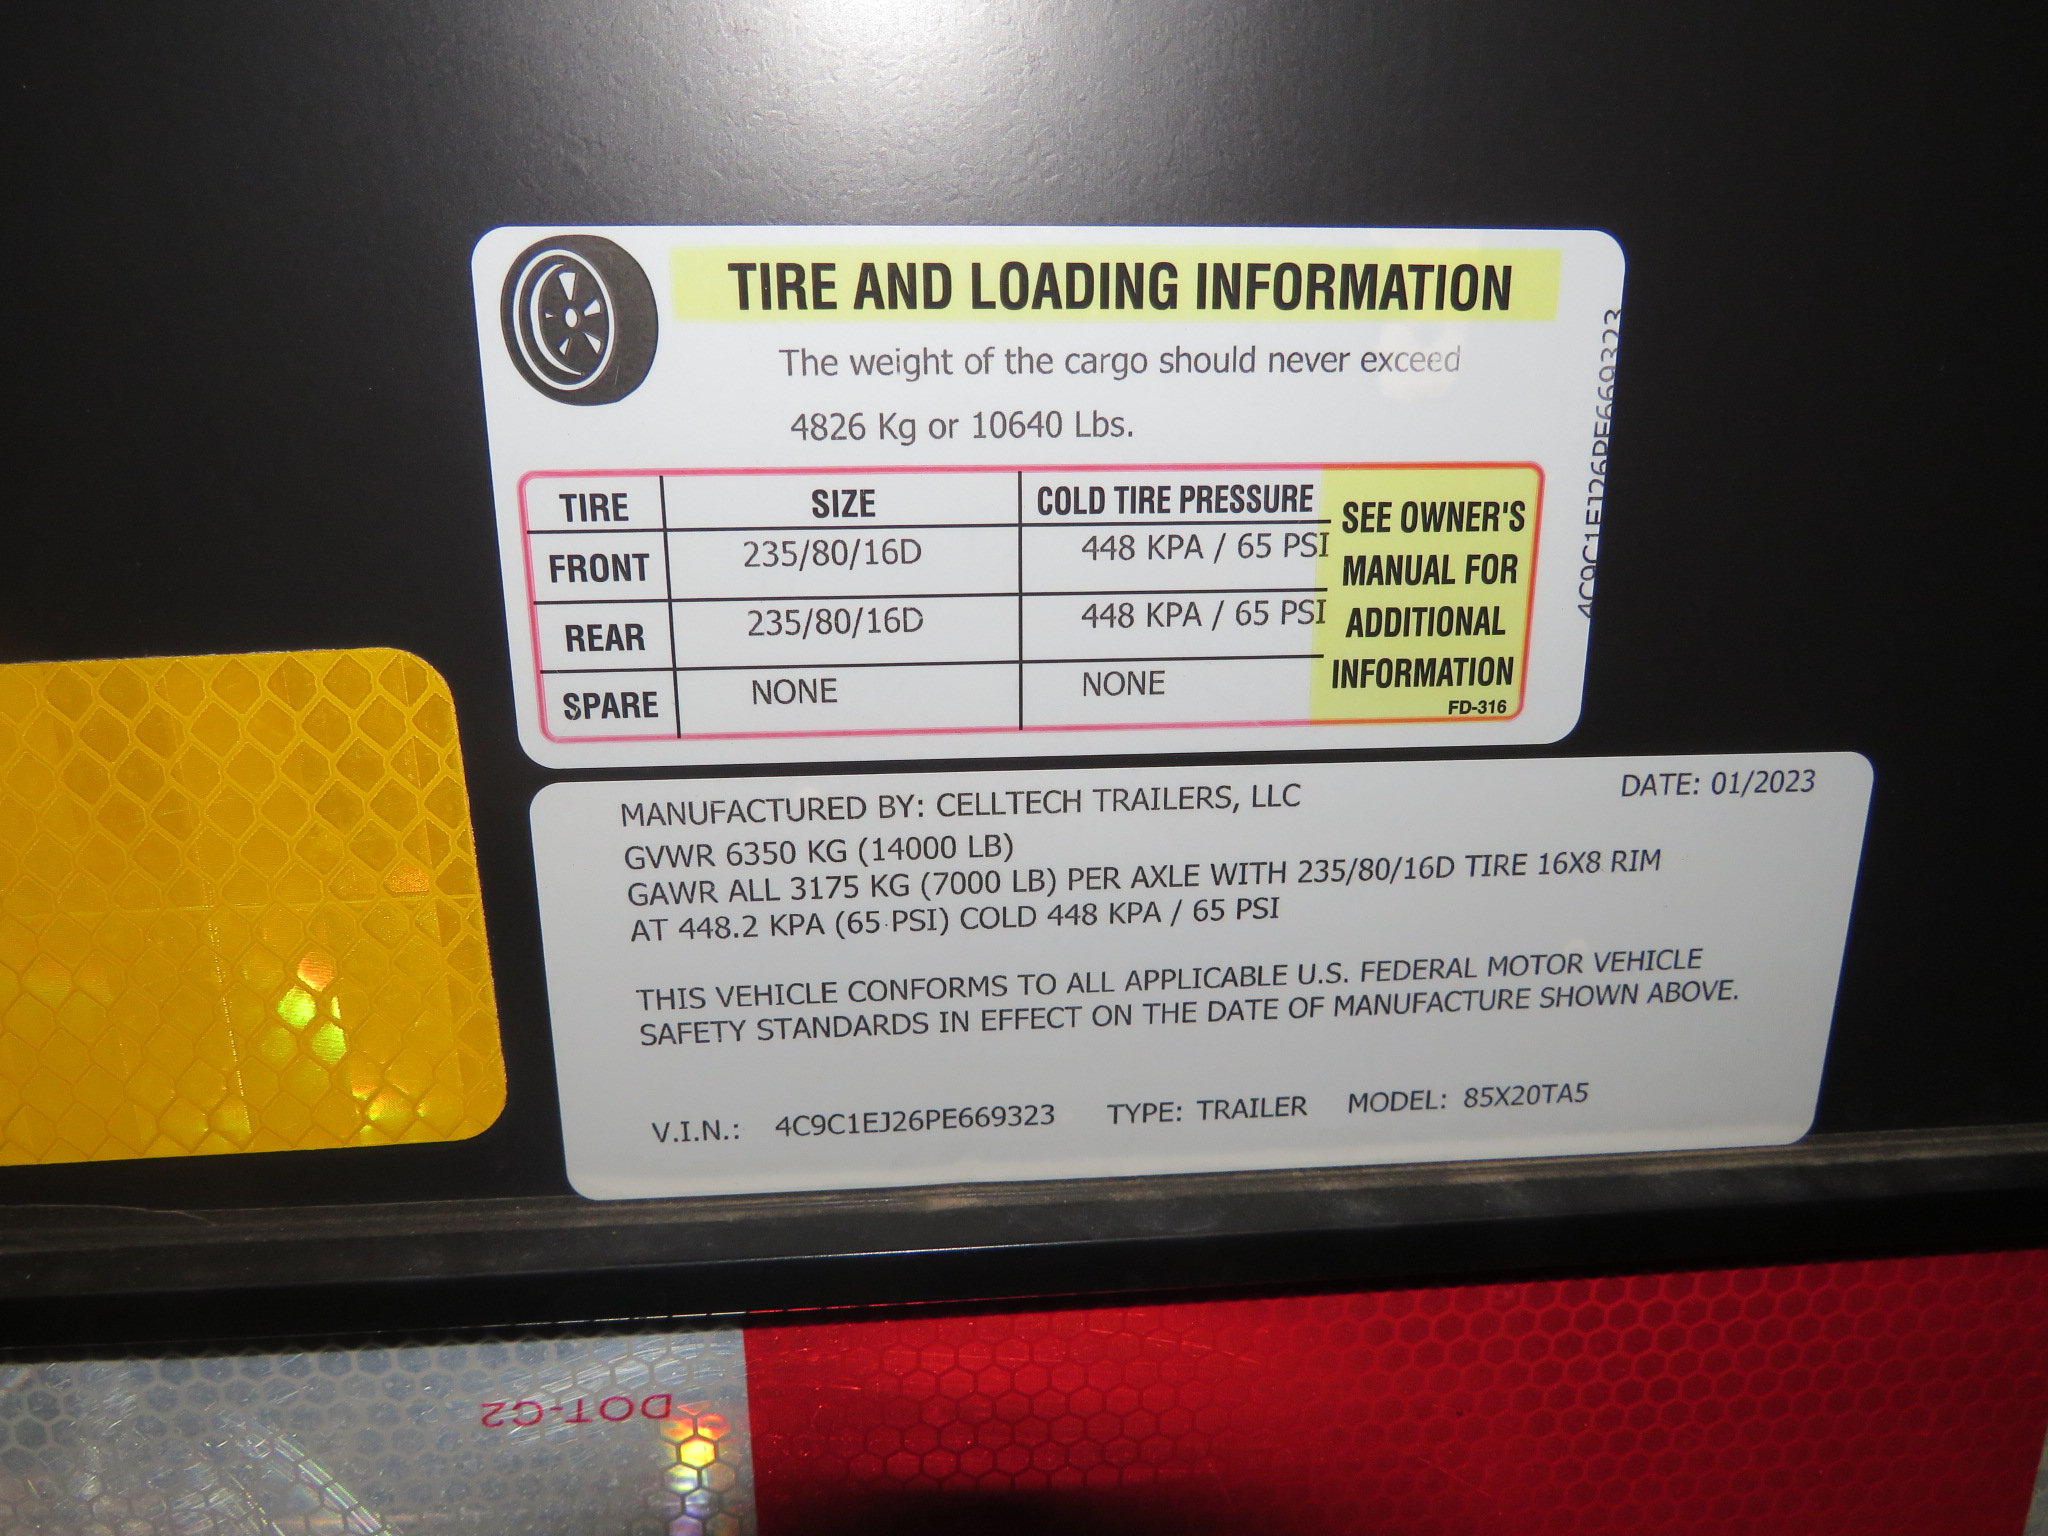 TIRE AND LOADING INFORMATION
The weight of the cargo should never exceed
4826 Kg or 10640 Lbs.
TIRE SIZE COLD TIRE PRESSURE
FRONT 235/80/16D 448 KPA / 65 PSI
REAR 235/80/16D 448 KPA / 65 PSI
SPARE NONE NONE
SEE OWNER'S
MANUAL FOR
ADDITIONAL
INFORMATION
FD-316
4C9C1EJ26PE669323
MANUFACTURED BY: CELLTECH TRAILERS, LLC DATE: 01/2023
GVWR 6350 KG (14000 LB)
GAWR ALL 3175 KG (7000 LB) PER AXLE WITH 235/80/16D TIRE 16X8 RIM
AT 448.2 KPA (65 PSI) COLD 448 KPA / 65 PSI
THIS VEHICLE CONFORMS TO ALL APPLICABLE U.S. FEDERAL MOTOR VEHICLE
SAFETY STANDARDS IN EFFECT ON THE DATE OF MANUFACTURE SHOWN ABOVE.
V.I.N.: 4C9C1EJ26PE669323 TYPE: TRAILER MODEL: 85X20TA5
DOT-C2